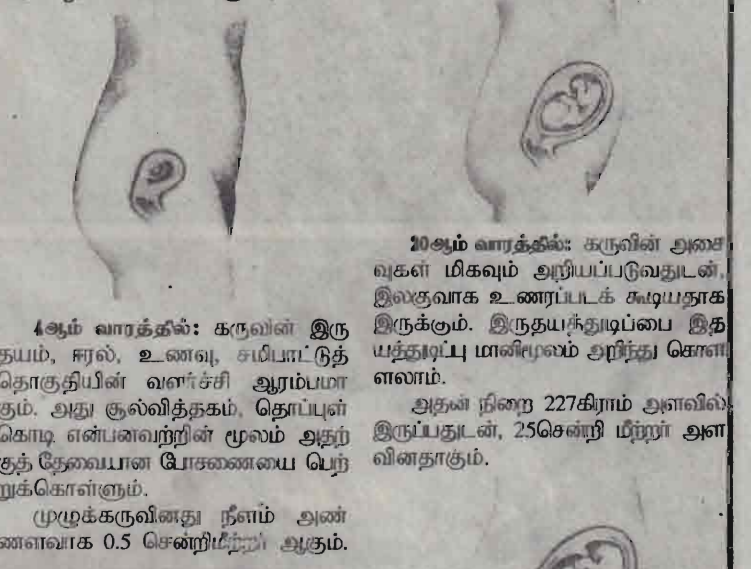 4ஆம் வாரத்தில்: கருவின் இரு
தயம், ஈரல், உணவு, சமிபாட்டுத்
தொகுதியின் வளர்ச்சி ஆரம்பமா
கும். அது சூல்வித்தகம், தொப்புள்
கொடி என்பனவற்றின் மூலம் அதற்
குத் தேவையான போசணையை பெற்
றுக்கொள்ளும்.
முழுக்கருவினது நீளம் அண்
ணளவாக 0.5 சென்றிமீற்றர் ஆகும்.
20ஆம் வாரத்தில்: கருவின் அசை
வுகள் மிகவும் அறியப்படுவதுடன்,
இலகுவாக உணரப்படக் கூடியதாக
இருக்கும். இருதயத்துடிப்பை இத
யத்துடிப்பு மானிமூலம் அறிந்து கொள
ளலாம்.
அதன் நிறை 227கிராம் அளவில்
இருப்பதுடன், 25சென்றி மீற்றர் அள
வினதாகும்.